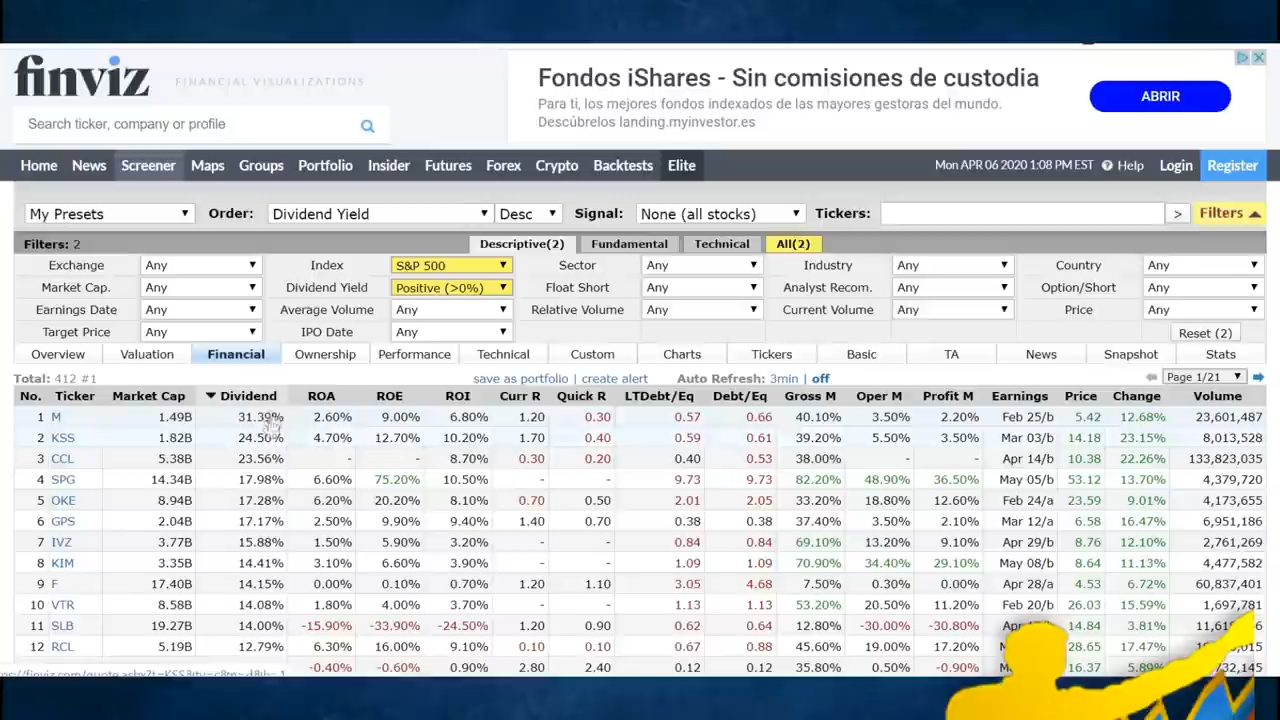 finviz FINANCIAL VISUALIZATIONS
Search ticker, company or profile
Fondos iShares - Sin comisiones de custodia
Para ti, los mejores fondos indexados de las mayores gestoras del mundo.
Descúbrelos landing.myinvestor.es
ABRIR
Home News Screener Maps Groups Portfolio Insider Futures Forex Crypto Backtests Elite Mon APR 06 2020 1:08 PM EST Help Login Register
My Presets Order: Dividend Yield Desc Signal: None (all stocks) Tickers: > Filters
Filters: 2 Descriptive(2) Fundamental Technical All(2)
Exchange Any Index S&P 500 Sector Any Industry Any Country Any
Market Cap. Any Dividend Yield Positive (>0%) Float Short Any Analyst Recom. Any Option/Short Any
Earnings Date Any Average Volume Any Relative Volume Any Current Volume Any Price Any
Target Price Any IPO Date Any Reset (2)
Overview Valuation Financial Ownership Performance Technical Custom Charts Tickers Basic TA News Snapshot Stats
Total: 412 #1 save as portfolio | create alert Auto Refresh: 3min | off Page 1/21
No. Ticker Market Cap Dividend ROA ROE ROI Curr R Quick R LTDebt/Eq Debt/Eq Gross M Oper M Profit M Earnings Price Change Volume
1 M 1.49B 31.39% 2.60% 9.00% 6.80% 1.20 0.30 0.57 0.66 40.10% 3.50% 2.20% Feb 25/b 5.42 12.68% 23,601,487
2 KSS 1.82B 24.50% 4.70% 12.70% 10.20% 1.70 0.40 0.59 0.61 39.20% 5.50% 3.50% Mar 03/b 14.18 23.15% 8,013,528
3 CCL 5.38B 23.56% - - 8.70% 0.30 0.20 0.40 0.53 38.00% - - Apr 14/b 10.38 22.26% 133,823,035
4 SPG 14.34B 17.98% 6.60% 75.20% 10.50% - - 9.73 9.73 82.20% 48.90% 36.50% May 05/b 53.12 13.70% 4,379,720
5 OKE 8.94B 17.28% 6.20% 20.20% 8.10% 0.70 0.50 2.01 2.05 33.20% 18.80% 12.60% Feb 24/a 23.59 9.01% 4,173,655
6 GPS 2.04B 17.17% 2.50% 9.90% 9.40% 1.40 0.70 0.38 0.38 37.40% 3.50% 2.10% Mar 12/a 6.58 16.47% 6,951,186
7 IVZ 3.77B 15.88% 1.50% 5.90% 3.20% - - 0.84 0.84 69.10% 13.20% 9.10% Apr 29/b 8.76 12.10% 2,761,269
8 KIM 3.35B 14.41% 3.10% 6.60% 3.90% - - 1.09 1.09 70.90% 34.40% 29.10% May 08/b 8.64 11.13% 4,477,582
9 F 17.40B 14.15% 0.00% 0.10% 0.70% 1.20 1.10 3.05 4.68 7.50% 0.30% 0.00% Apr 28/a 4.53 6.72% 60,837,401
10 VTR 8.58B 14.08% 1.80% 4.00% 3.70% - - 1.13 1.13 53.20% 20.50% 11.20% Feb 20/b 26.03 15.59% 1,697,781
11 SLB 19.27B 14.00% -15.90% -33.90% -24.50% 1.20 0.90 0.62 0.64 12.80% -30.00% -30.80% 14.84 3.81%
12 RCL 5.19B 12.79% 6.30% 16.00% 9.10% 0.10 0.10 0.67 0.88 45.60% 19.00% 17.20% 17.47%
-0.40% -0.60% 0.90% 2.80 2.40 0.12 0.12 35.80% 0.50% -0.90% 16.37 5.89%